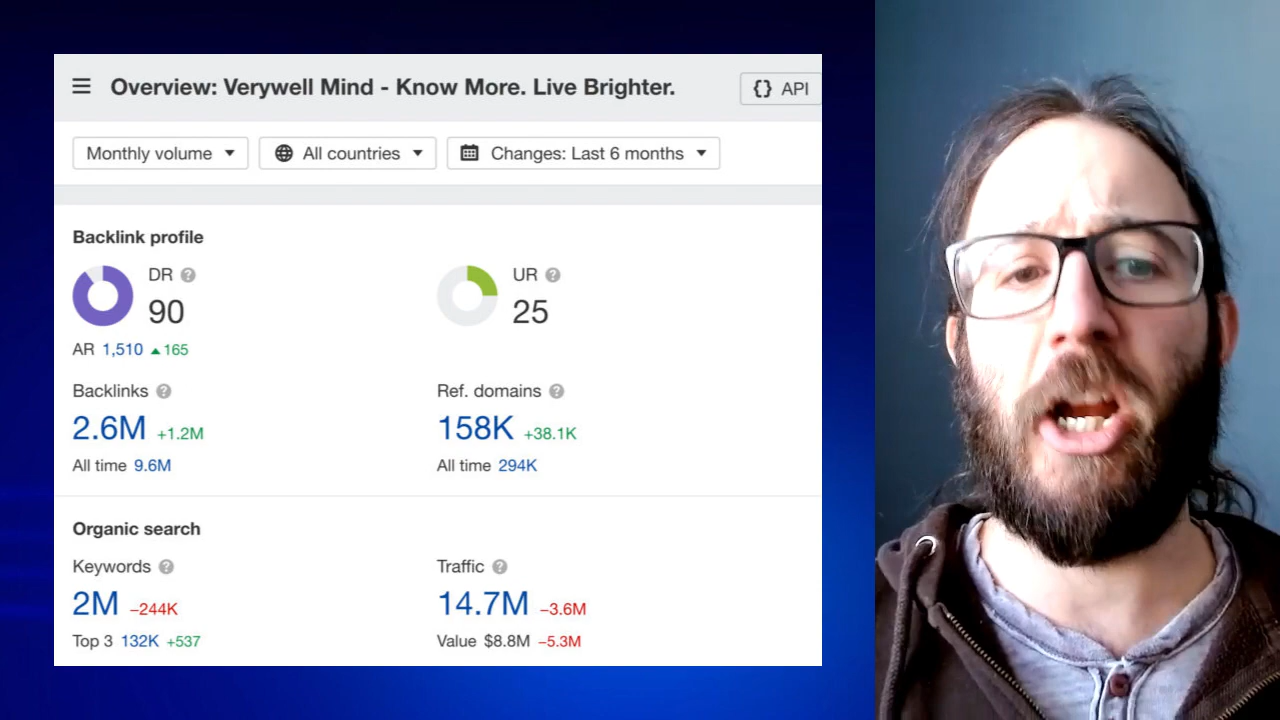 Overview: Verywell Mind - Know More. Live Brighter.
{} API
Monthly volume
All countries
Changes: Last 6 months
Backlink profile
DR ?
90
UR ?
25
AR 1,510 ▲165
Backlinks ?
Ref. domains ?
2.6M +1.2M
158K +38.1K
All time 9.6M
All time 294K
Organic search
Keywords ?
Traffic ?
2M –244K
14.7M –3.6M
Top 3 132K +537
Value $8.8M –5.3M